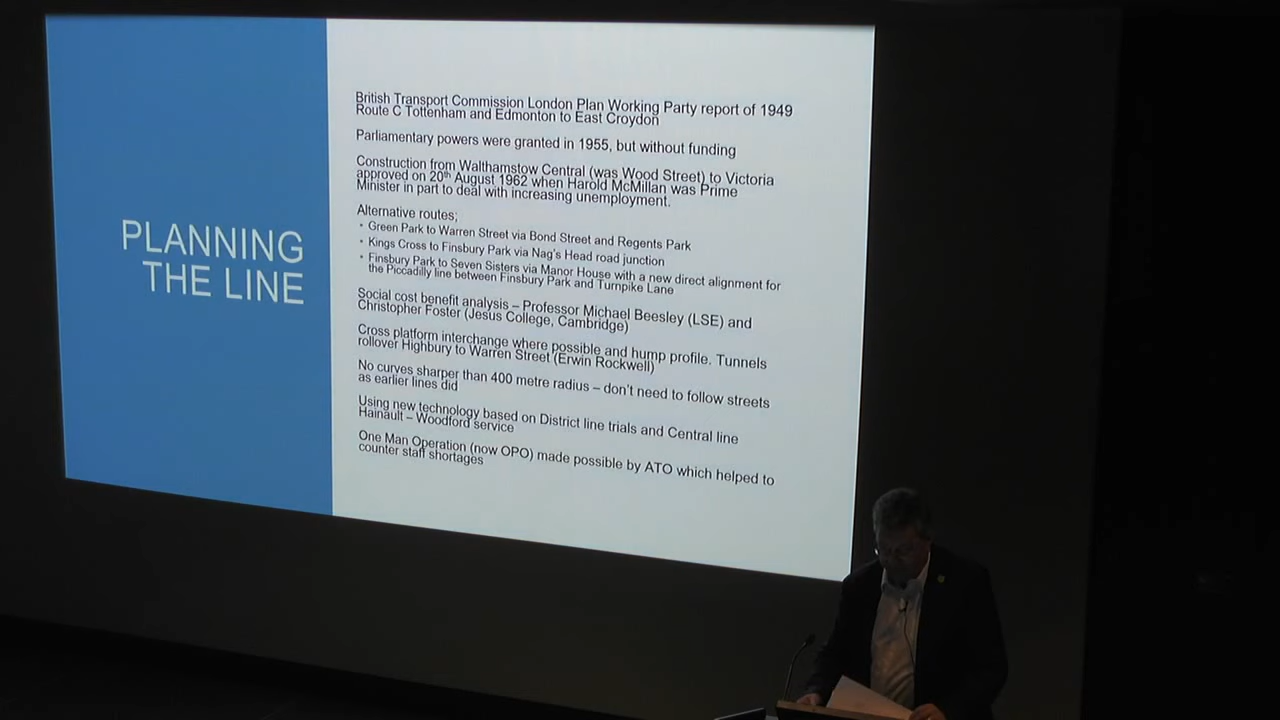 PLANNING
THE LINE
British Transport Commission London Plan Working Party report of 1949
Route C Tottenham and Edmonton to East Croydon
Parliamentary powers were granted in 1955, but without funding
Construction from Walthamstow Central (was Wood Street) to Victoria
approved on 20th August 1962 when Harold McMillan was Prime
Minister in part to deal with increasing unemployment.
Alternative routes;
• Green Park to Warren Street via Bond Street and Regents Park
• Kings Cross to Finsbury Park via Nag's Head road junction
• Finsbury Park to Seven Sisters via Manor House with a new direct alignment for
the Piccadilly line between Finsbury Park and Turnpike Lane
Social cost benefit analysis – Professor Michael Beesley (LSE) and
Christopher Foster (Jesus College, Cambridge)
Cross platform interchange where possible and hump profile. Tunnels
rollover Highbury to Warren Street (Erwin Rockwell)
No curves sharper than 400 metre radius – don't need to follow streets
as earlier lines did
Using new technology based on District line trials and Central line
Hainault – Woodford service
One Man Operation (now OPO) made possible by ATO which helped to
counter staff shortages